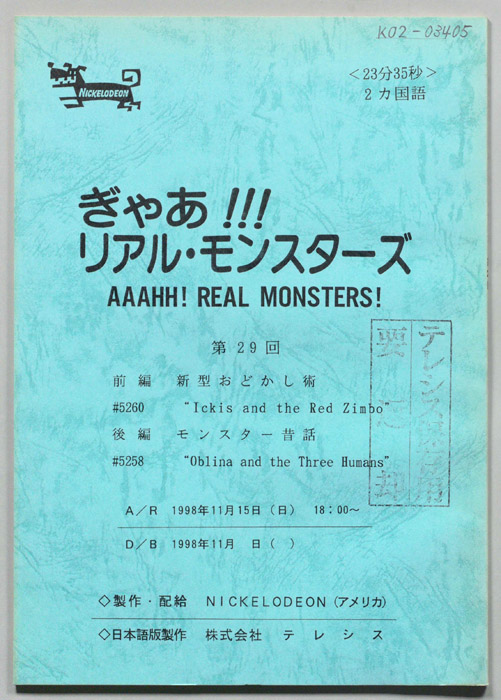 K02-03405
NICKELODEON
<23分35秒>
2カ国語
ぎゃあ!!!
リアル・モンスターズ
AAAHH! REAL MONSTERS!
第29回
前編 新型おどかし術
#5260 "Ickis and the Red Zimbo"
後編 モンスター昔話
#5258 "Oblina and the Three Humans"
A/R 1998年11月15日(日) 18:00~
D/B 1998年11月 日( )
◇製作・配給 NICKELODEON(アメリカ)
◇日本語版製作 株式会社 テレシス
テレシス
要